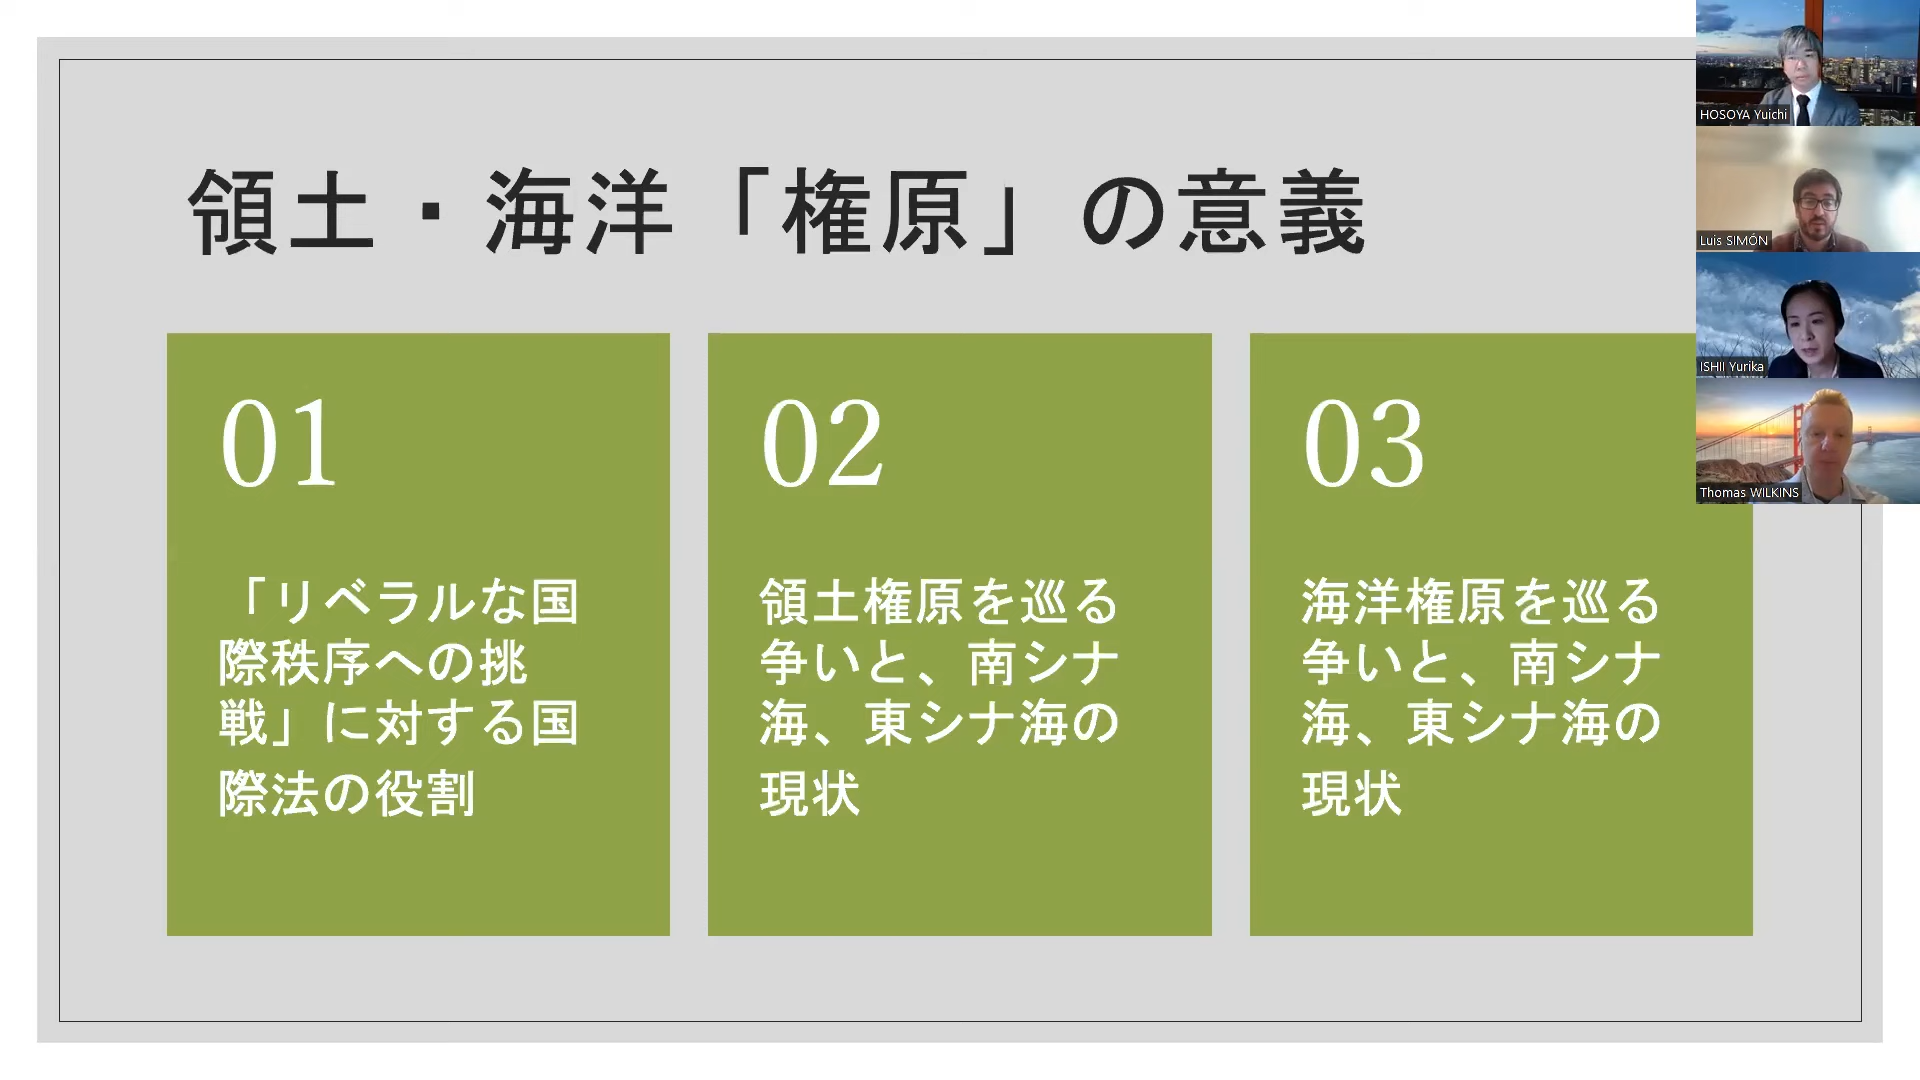 領土・海洋「権原」の意義
01
「リベラルな国
際秩序への挑
戦」に対する国
際法の役割
02
領土権原を巡る
争いと、南シナ
海、東シナ海の
現状
03
海洋権原を巡る
争いと、南シナ
海、東シナ海の
現状
HOSOYA Yuichi
Luis SIMÓN
ISHII Yurika
Thomas WILKINS